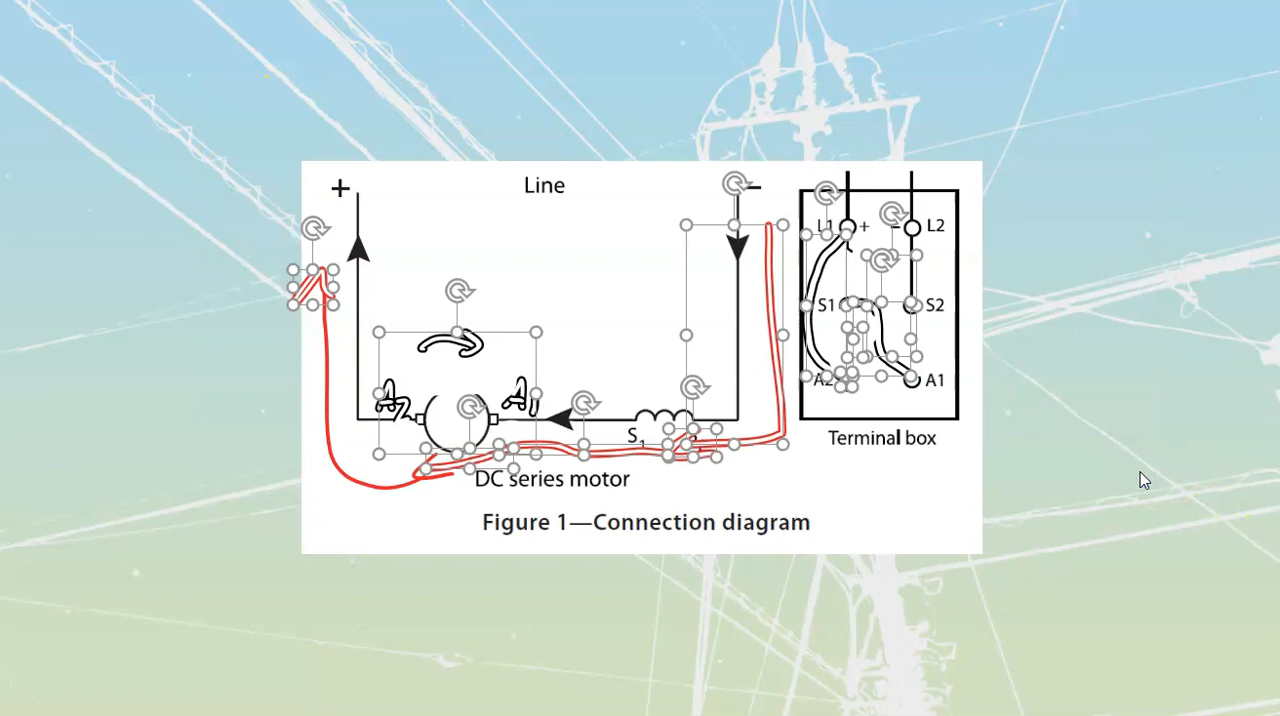 + Line –
L1 + - L2
A2 A1
S1 S2
S1
A2 A1
Terminal box
DC series motor
Figure 1—Connection diagram